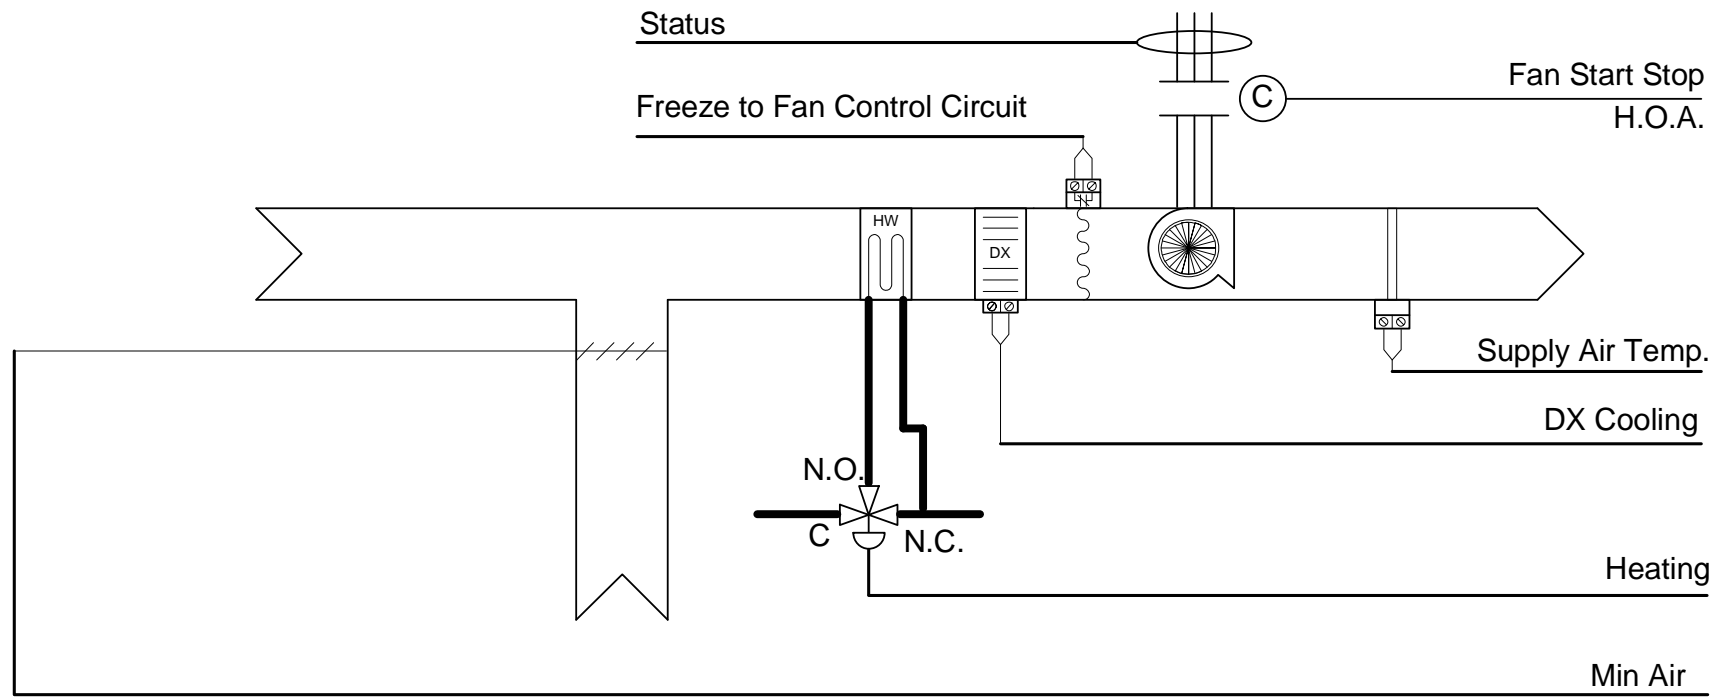 Status
Fan Start Stop
C
H.O.A.
Freeze to Fan Control Circuit
HW
DX
Supply Air Temp.
DX Cooling
N.O.
C
N.C.
Heating
Min Air